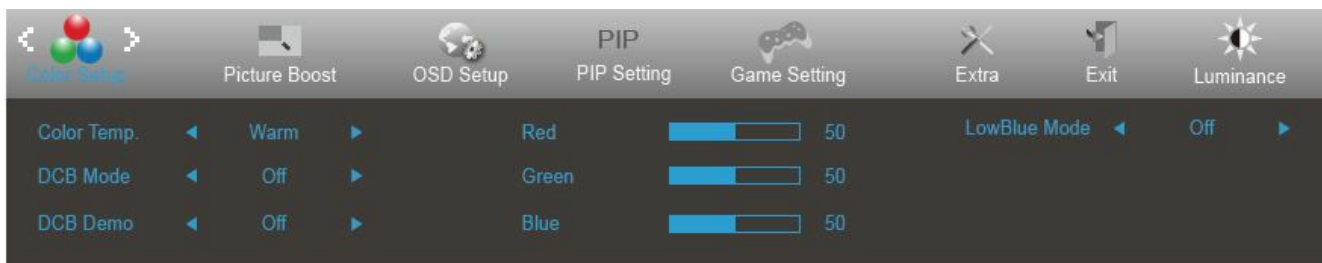 PIP
Color Setup Picture Boost OSD Setup PIP Setting Game Setting Extra Exit Luminance
Color Temp. Warm Red 50 LowBlue Mode Off
DCB Mode Off Green 50
DCB Demo Off Blue 50